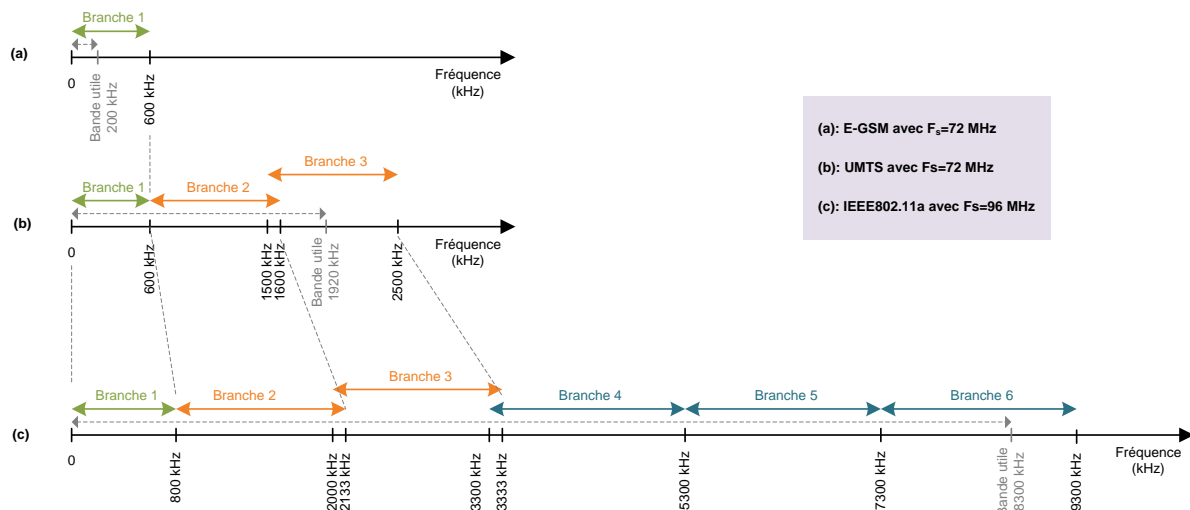 Branche 1
(a)
Fréquence
(kHz)
0
Bande utile
200 kHz
600 kHz
(a): E-GSM avec Fs=72 MHz
(b): UMTS avec Fs=72 MHz
(c): IEEE802.11a avec Fs=96 MHz
Branche 3
Branche 1
Branche 2
(b)
Fréquence
(kHz)
0
600 kHz
1500 kHz
1600 kHz
Bande utile
1920 kHz
2500 kHz
Branche 3
Branche 1
Branche 2
Branche 4
Branche 5
Branche 6
(c)
Fréquence
(kHz)
0
800 kHz
2000 kHz
2133 kHz
3300 kHz
3333 kHz
5300 kHz
7300 kHz
Bande utile
8300 kHz
9300 kHz